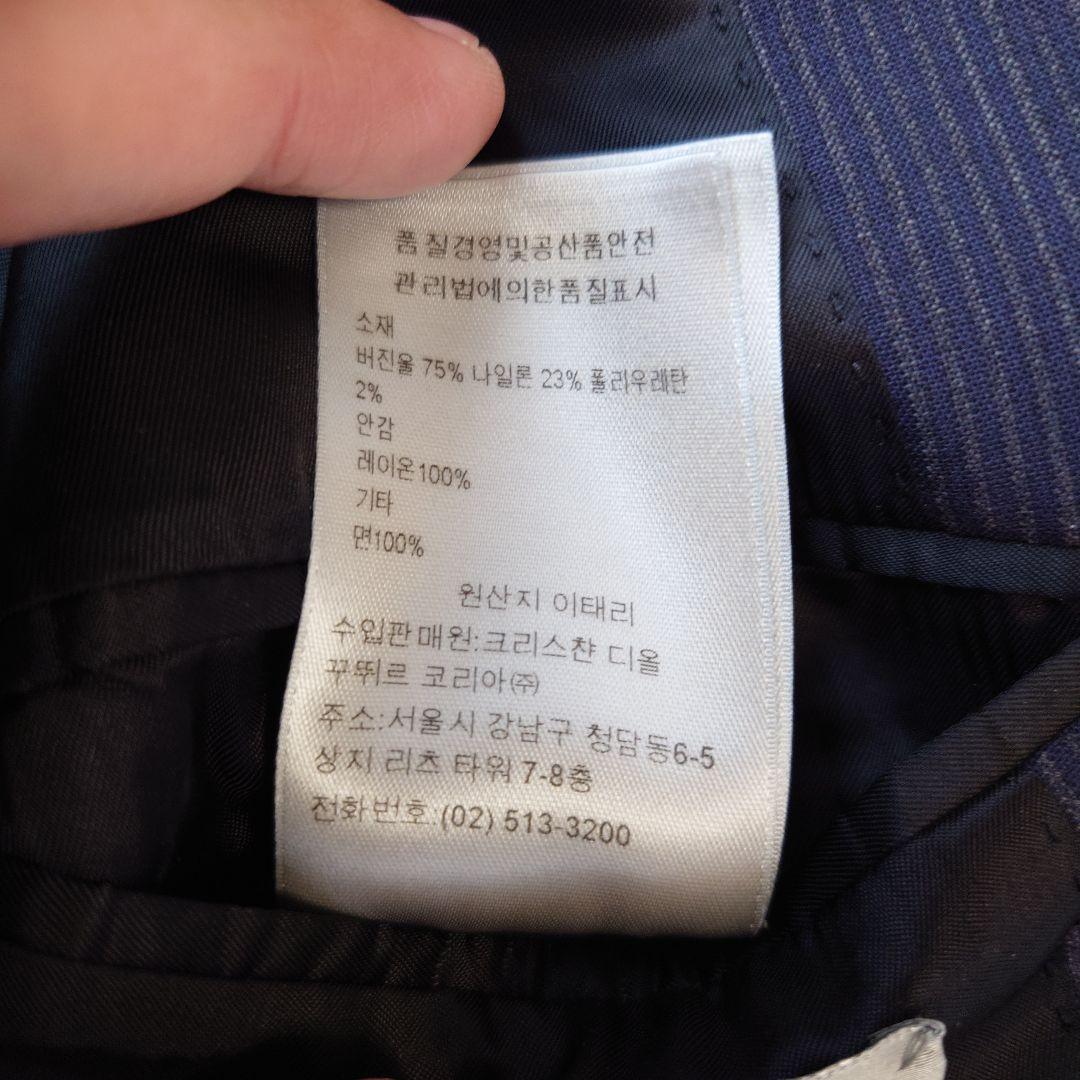 품질경영및공산품안전
관리법에의한품질표시
소재
버진울 75% 나일론 23% 폴리우레탄
2%
안감
레이온100%
기타
면100%
원산지 이태리
수입판매원:크리스챤 디올
꾸뛰르 코리아㈜
주소:서울시 강남구 청담동6-5
상지 리츠 타워 7-8층
전화번호:(02) 513-3200